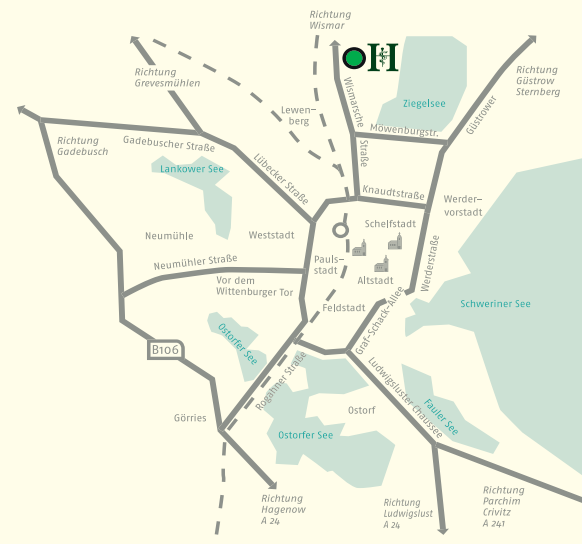 Richtung
Wismar
H
Richtung
Grevesmühlen
Richtung
Güstrow
Sternberg
Ziegelsee
Wismarsche
Straße
Lewen-
berg
Güstrower
Möwenburgstr.
Richtung
Gadebusch
Gadebuscher Straße
Lankower See
Lübecker Straße
Knaudtstraße
Werder-
vorstadt
Schelfstadt
Neumühle
Weststadt
Werderstraße
Pauls-
stadt
Neumühler Straße
Altstadt
Vor dem
Wittenburger Tor
Schweriner See
Feldstadt
Graf-Schack-Allee
Ostorfer See
B106
Rogahner Straße
Ludwigsluster Chaussee
Görries
Ostorf
Fauler See
Ostorfer See
Richtung
Hagenow
A 24
Richtung
Ludwigslust
A 24
Richtung
Parchim
Crivitz
A 241